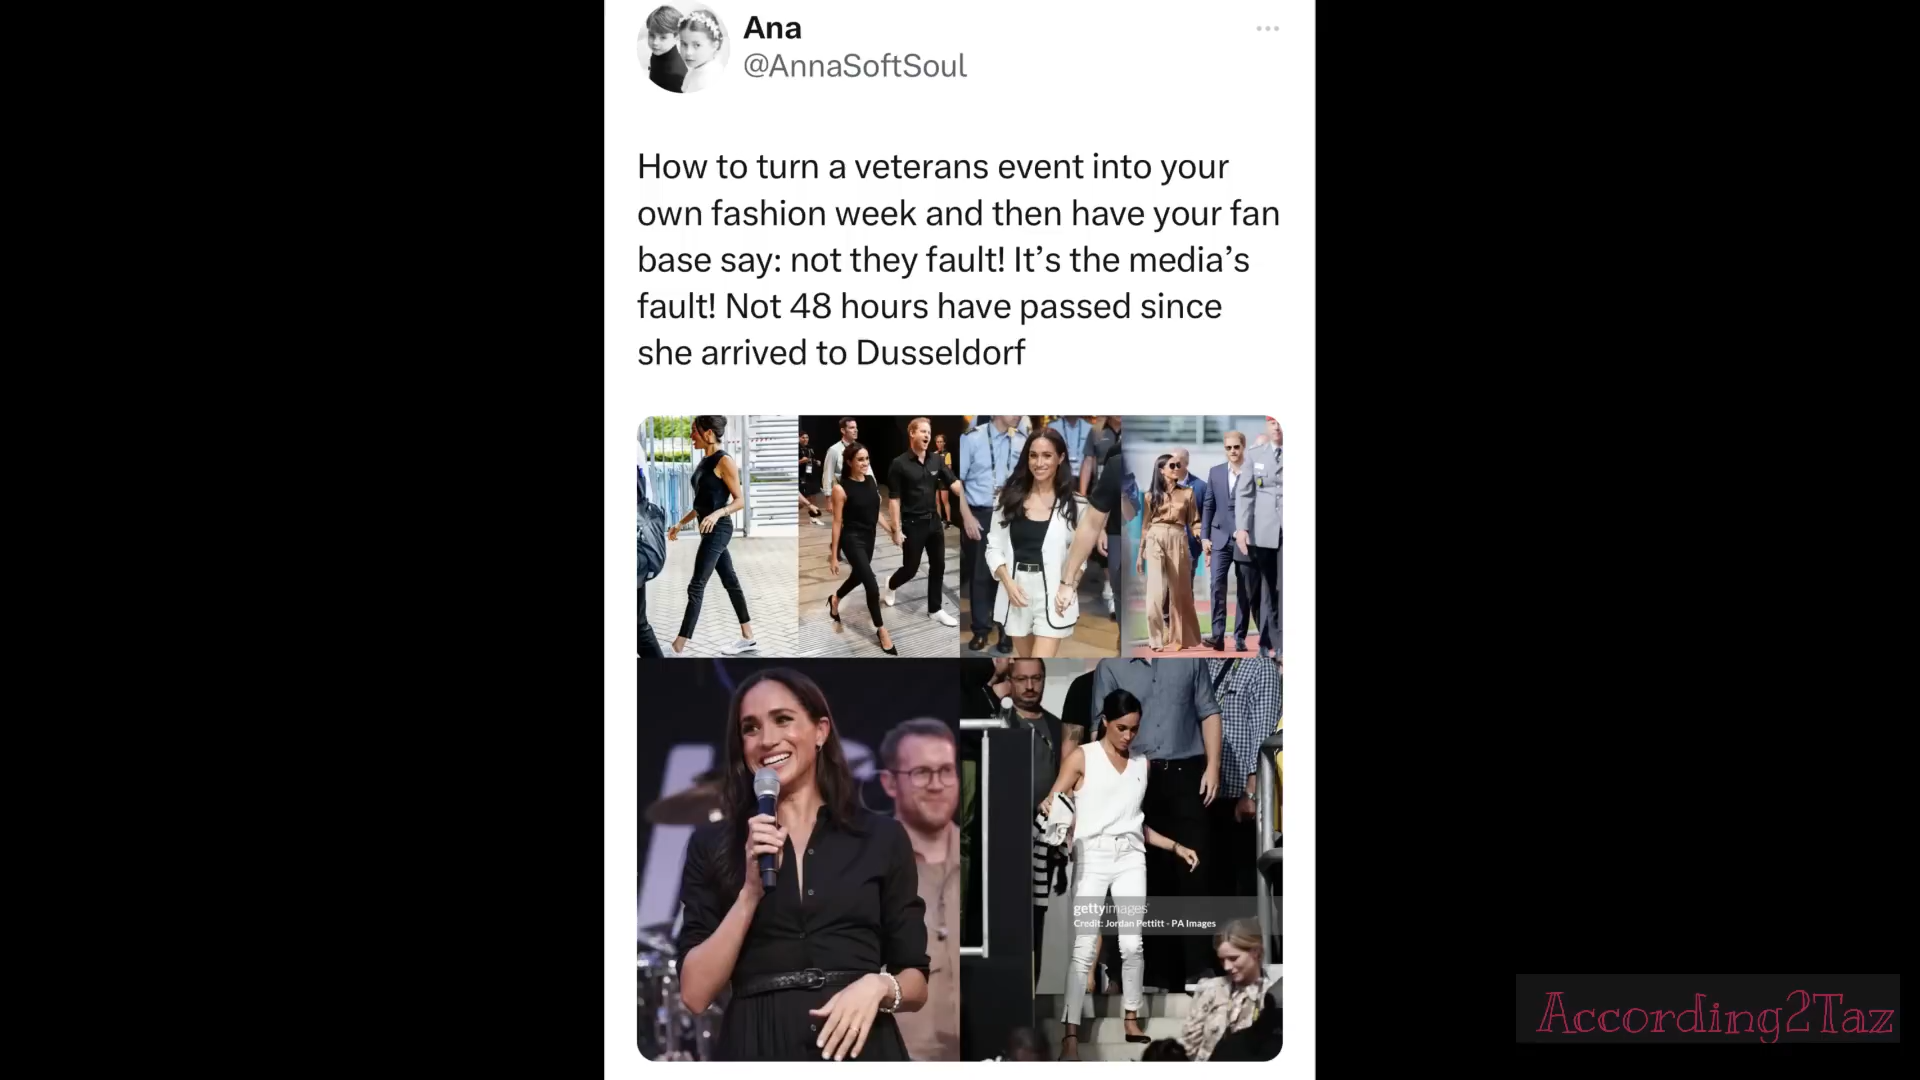 Ana
@AnnaSoftSoul
How to turn a veterans event into your
own fashion week and then have your fan
base say: not they fault! It’s the media’s
fault! Not 48 hours have passed since
she arrived to Dusseldorf
gettyimages
Credit: Jordan Pettitt - PA Images
According2Taz